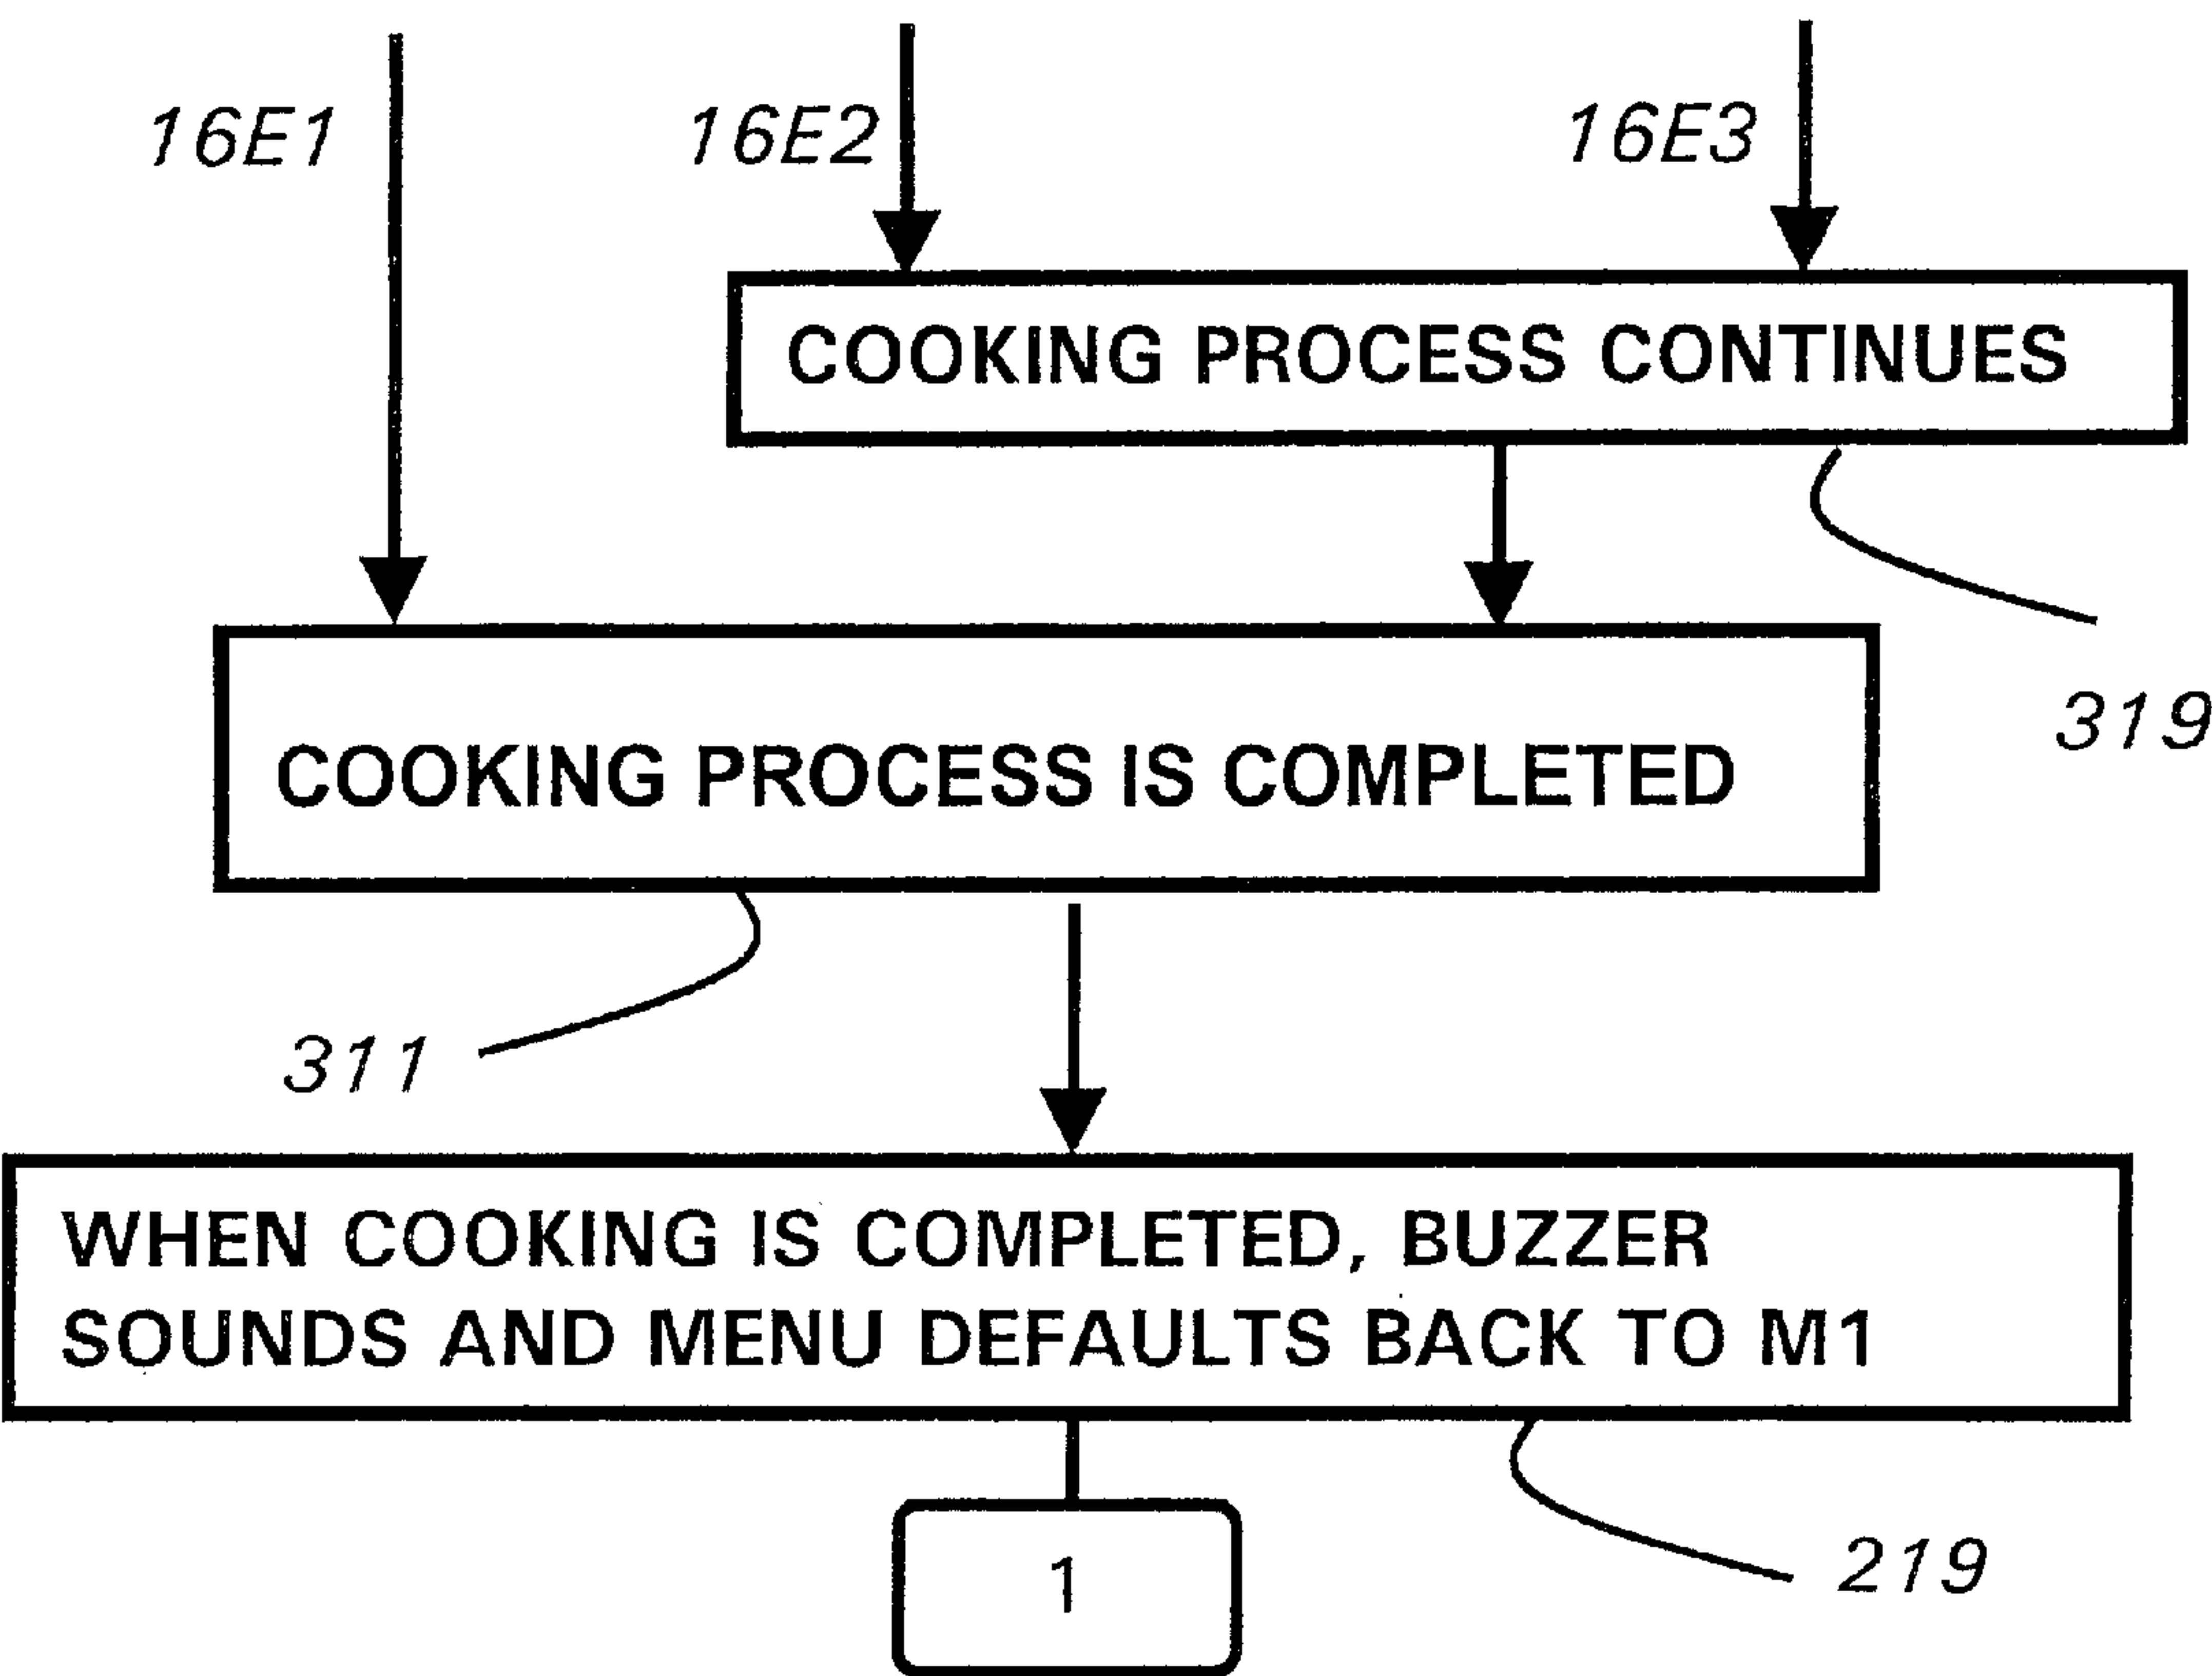 16E1
16E2
16E3
COOKING PROCESS CONTINUES
319
COOKING PROCESS IS COMPLETED
311
WHEN COOKING IS COMPLETED, BUZZER
SOUNDS AND MENU DEFAULTS BACK TO M1
219
1